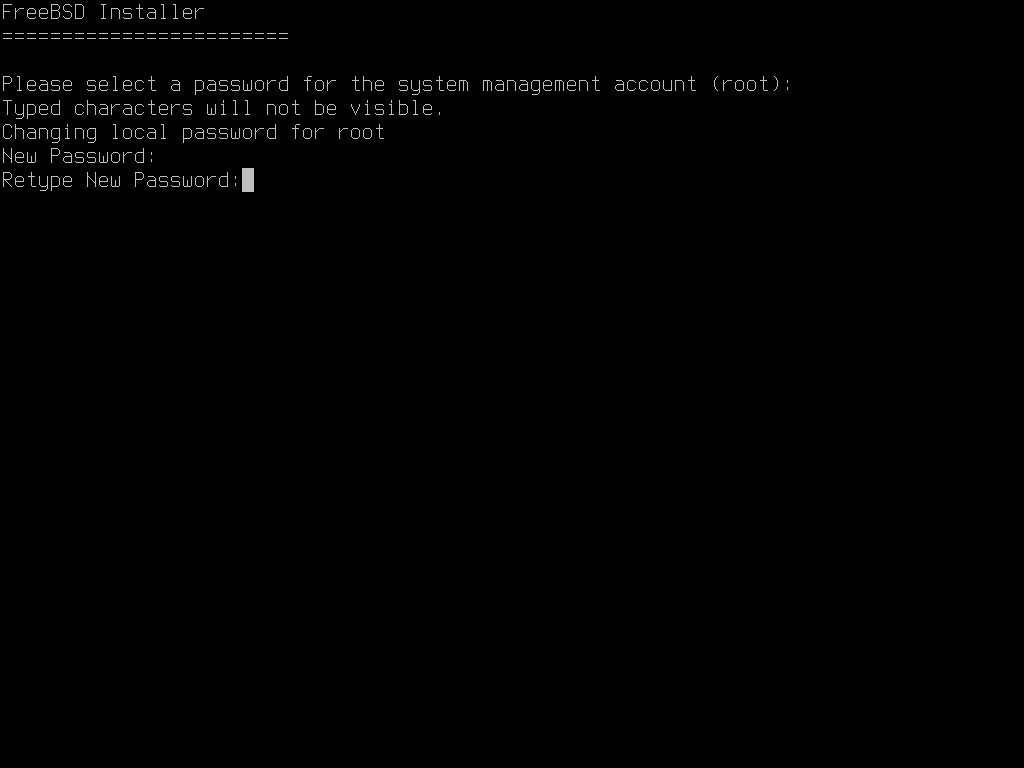 FreeBSD Installer
========================
Please select a password for the system management account (root):
Typed characters will not be visible.
Changing local password for root
New Password:
Retype New Password: